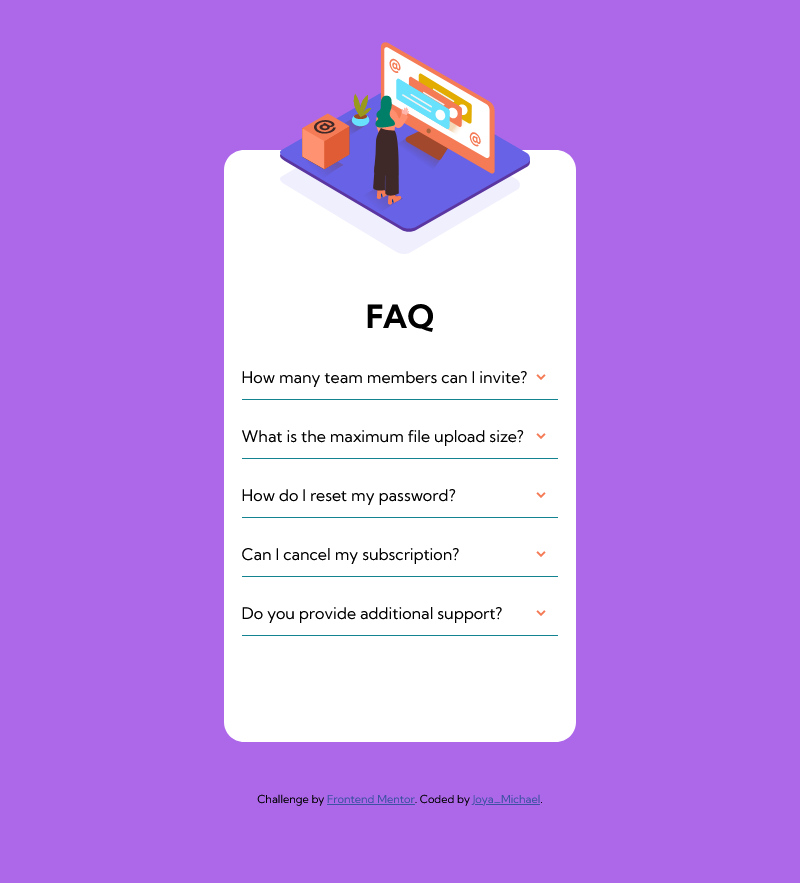 @
@
@
FAQ
How many team members can I invite?
What is the maximum file upload size?
How do I reset my password?
Can I cancel my subscription?
Do you provide additional support?
Challenge by Frontend Mentor. Coded by Joya_Michael.